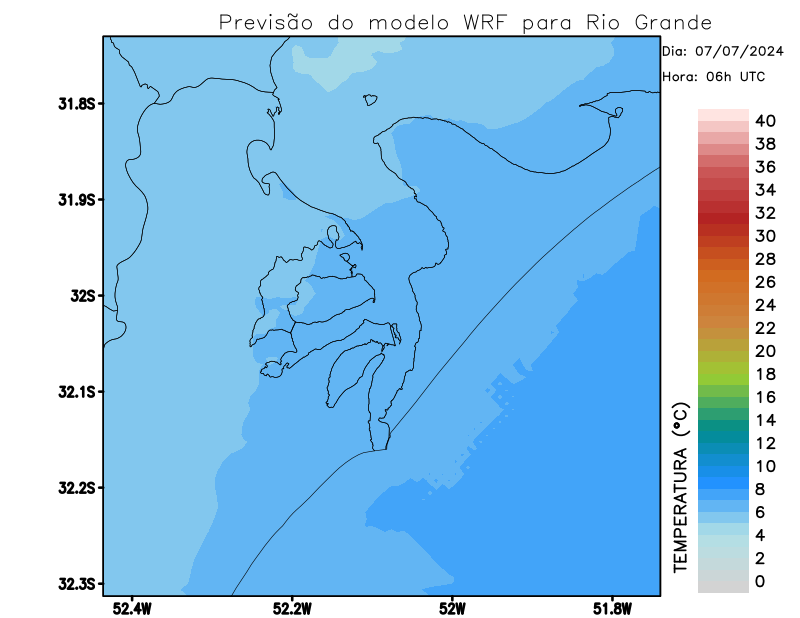 Previsão do modelo WRF para Rio Grande
Dia: 07/07/2024
Hora: 06h UTC
31.8S
31.9S
32S
32.1S
32.2S
32.3S
52.4W
52.2W
52W
51.8W
TEMPERATURA (°C)
40
38
36
34
32
30
28
26
24
22
20
18
16
14
12
10
8
6
4
2
0